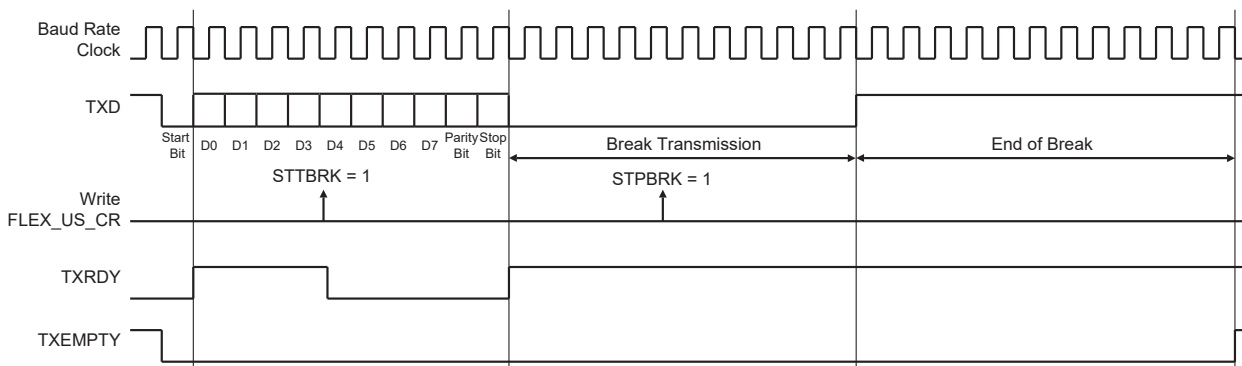 Baud Rate
Clock
TXD
Start
Bit
D0 D1 D2 D3 D4 D5 D6 D7
Parity
Bit
Stop
Bit
Break Transmission
End of Break
STTBRK = 1
STPBRK = 1
Write
FLEX_US_CR
TXRDY
TXEMPTY